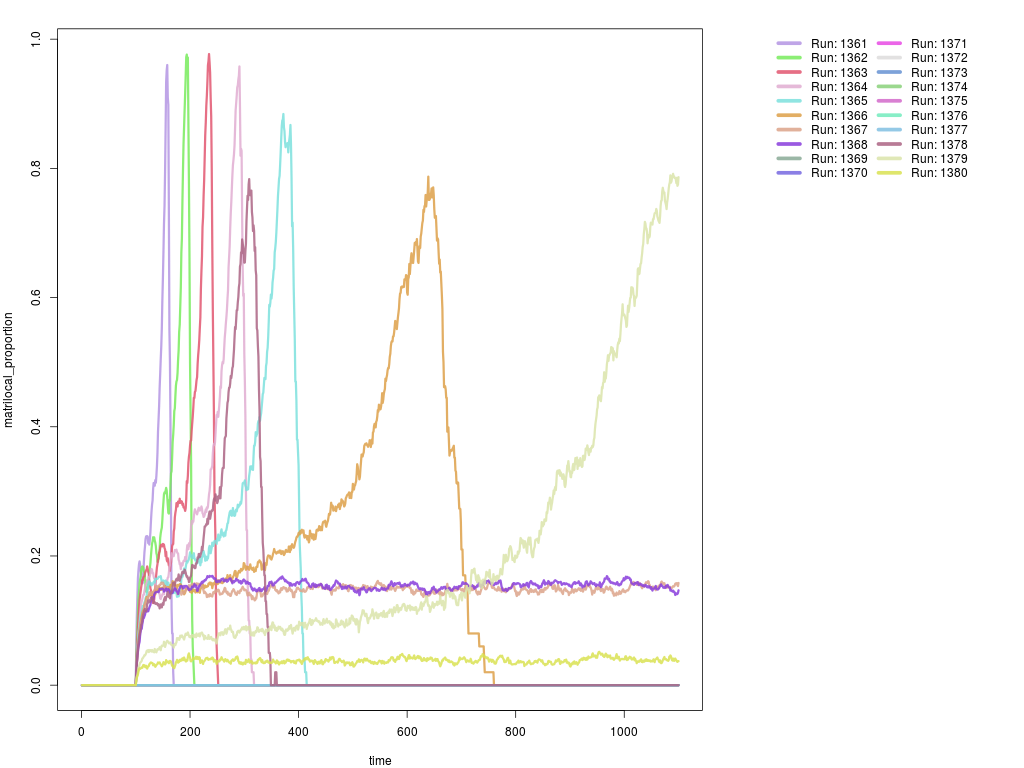 matrilocal_proportion
1.0
0.8
0.6
0.4
0.2
0.0
0 200 400 600 800 1000
time
Run: 1361 Run: 1371
Run: 1362 Run: 1372
Run: 1363 Run: 1373
Run: 1364 Run: 1374
Run: 1365 Run: 1375
Run: 1366 Run: 1376
Run: 1367 Run: 1377
Run: 1368 Run: 1378
Run: 1369 Run: 1379
Run: 1370 Run: 1380